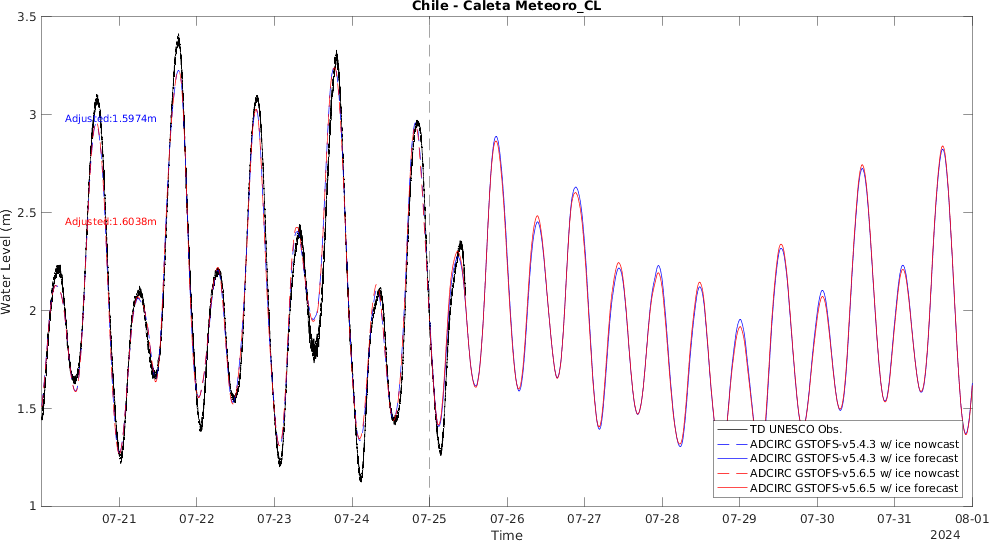 Chile - Caleta Meteoro_CL
3.5
3
2.5
2
1.5
1
Water Level (m)
Adjusted:1.5974m
Adjusted:1.6038m
TD UNESCO Obs.
ADCIRC GSTOFS-v5.4.3 w/ ice nowcast
ADCIRC GSTOFS-v5.4.3 w/ ice forecast
ADCIRC GSTOFS-v5.6.5 w/ ice nowcast
ADCIRC GSTOFS-v5.6.5 w/ ice forecast
07-21 07-22 07-23 07-24 07-25 07-26 07-27 07-28 07-29 07-30 07-31 08-01
Time
2024